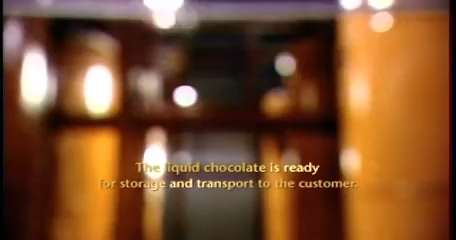 The liquid chocolate is ready
for storage and transport to the customer.